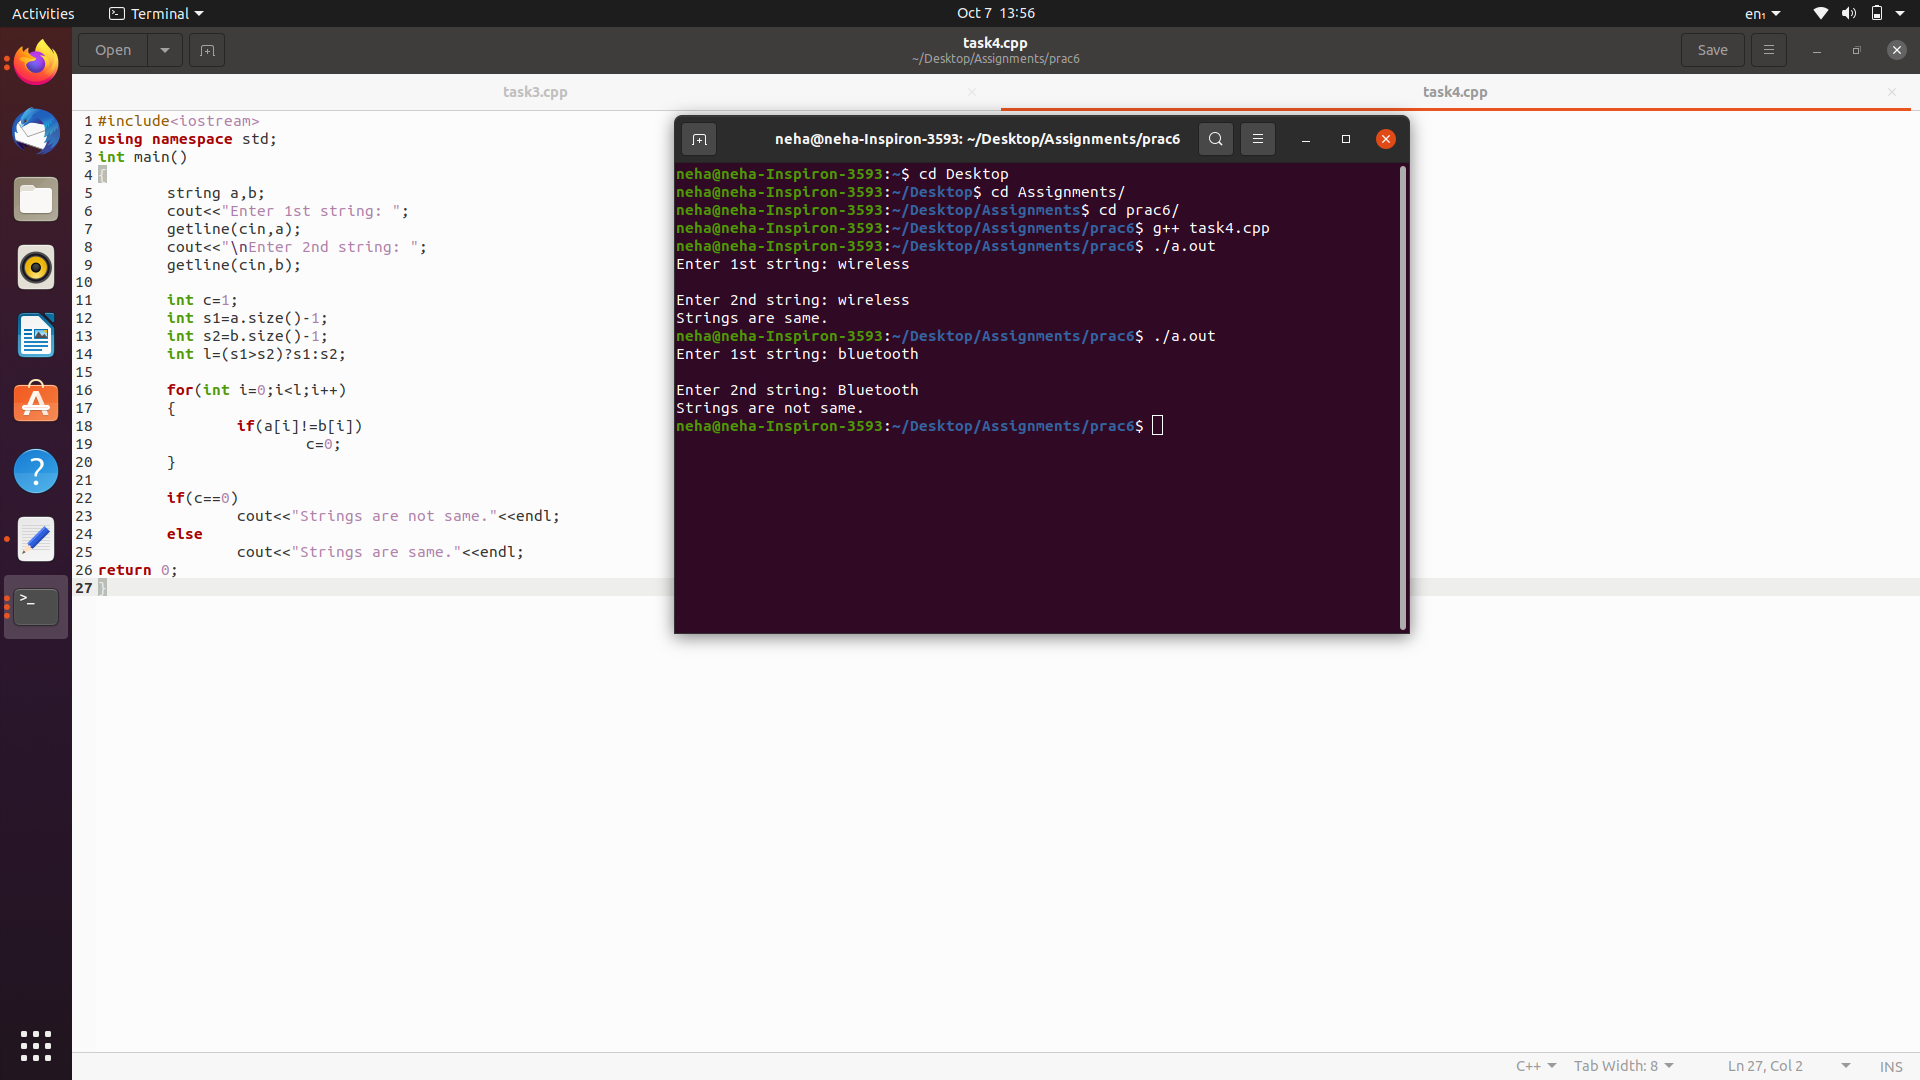 Activities
Terminal
Oct 7 13:56
en₁
Open
task4.cpp
~/Desktop/Assignments/prac6
Save
task3.cpp
task4.cpp
1 #include<iostream>
2 using namespace std;
3 int main()
4 {
5 string a,b;
6 cout<<"Enter 1st string: ";
7 getline(cin,a);
8 cout<<"\nEnter 2nd string: ";
9 getline(cin,b);
10
11 int c=1;
12 int s1=a.size()-1;
13 int s2=b.size()-1;
14 int l=(s1>s2)?s1:s2;
15
16 for(int i=0;i<l;i++)
17 {
18 if(a[i]!=b[i])
19 c=0;
20 }
21
22 if(c==0)
23 cout<<"Strings are not same."<<endl;
24 else
25 cout<<"Strings are same."<<endl;
26 return 0;
27 }
neha@neha-Inspiron-3593: ~/Desktop/Assignments/prac6
neha@neha-Inspiron-3593:~$ cd Desktop
neha@neha-Inspiron-3593:~/Desktop$ cd Assignments/
neha@neha-Inspiron-3593:~/Desktop/Assignments$ cd prac6/
neha@neha-Inspiron-3593:~/Desktop/Assignments/prac6$ g++ task4.cpp
neha@neha-Inspiron-3593:~/Desktop/Assignments/prac6$ ./a.out
Enter 1st string: wireless
Enter 2nd string: wireless
Strings are same.
neha@neha-Inspiron-3593:~/Desktop/Assignments/prac6$ ./a.out
Enter 1st string: bluetooth
Enter 2nd string: Bluetooth
Strings are not same.
neha@neha-Inspiron-3593:~/Desktop/Assignments/prac6$
C++
Tab Width: 8
Ln 27, Col 2
INS